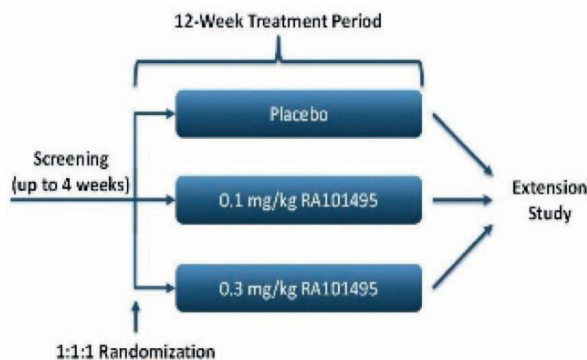 12-Week Treatment Period
Placebo
Screening
(up to 4 weeks)
0.1 mg/kg RA101495
Extension
Study
0.3 mg/kg RA101495
1:1:1 Randomization